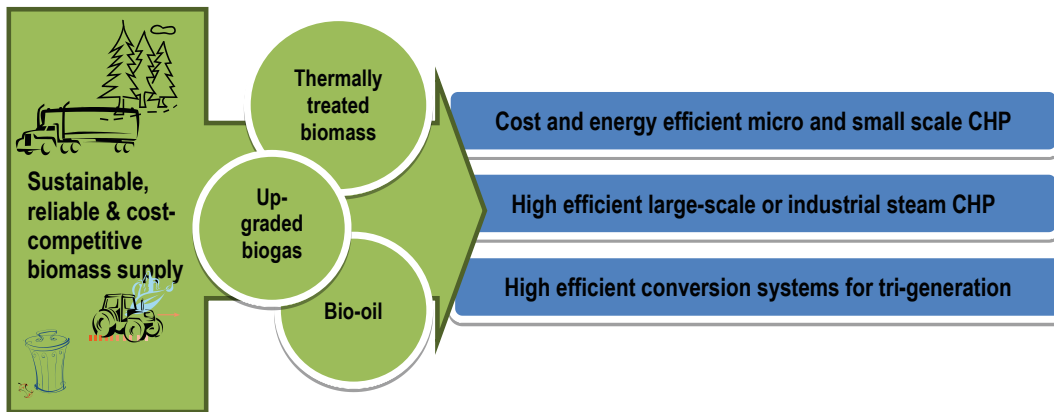 Sustainable,
reliable & cost-
competitive
biomass supply
Thermally
treated
biomass
Up-
graded
biogas
Bio-oil
Cost and energy efficient micro and small scale CHP
High efficient large-scale or industrial steam CHP
High efficient conversion systems for tri-generation